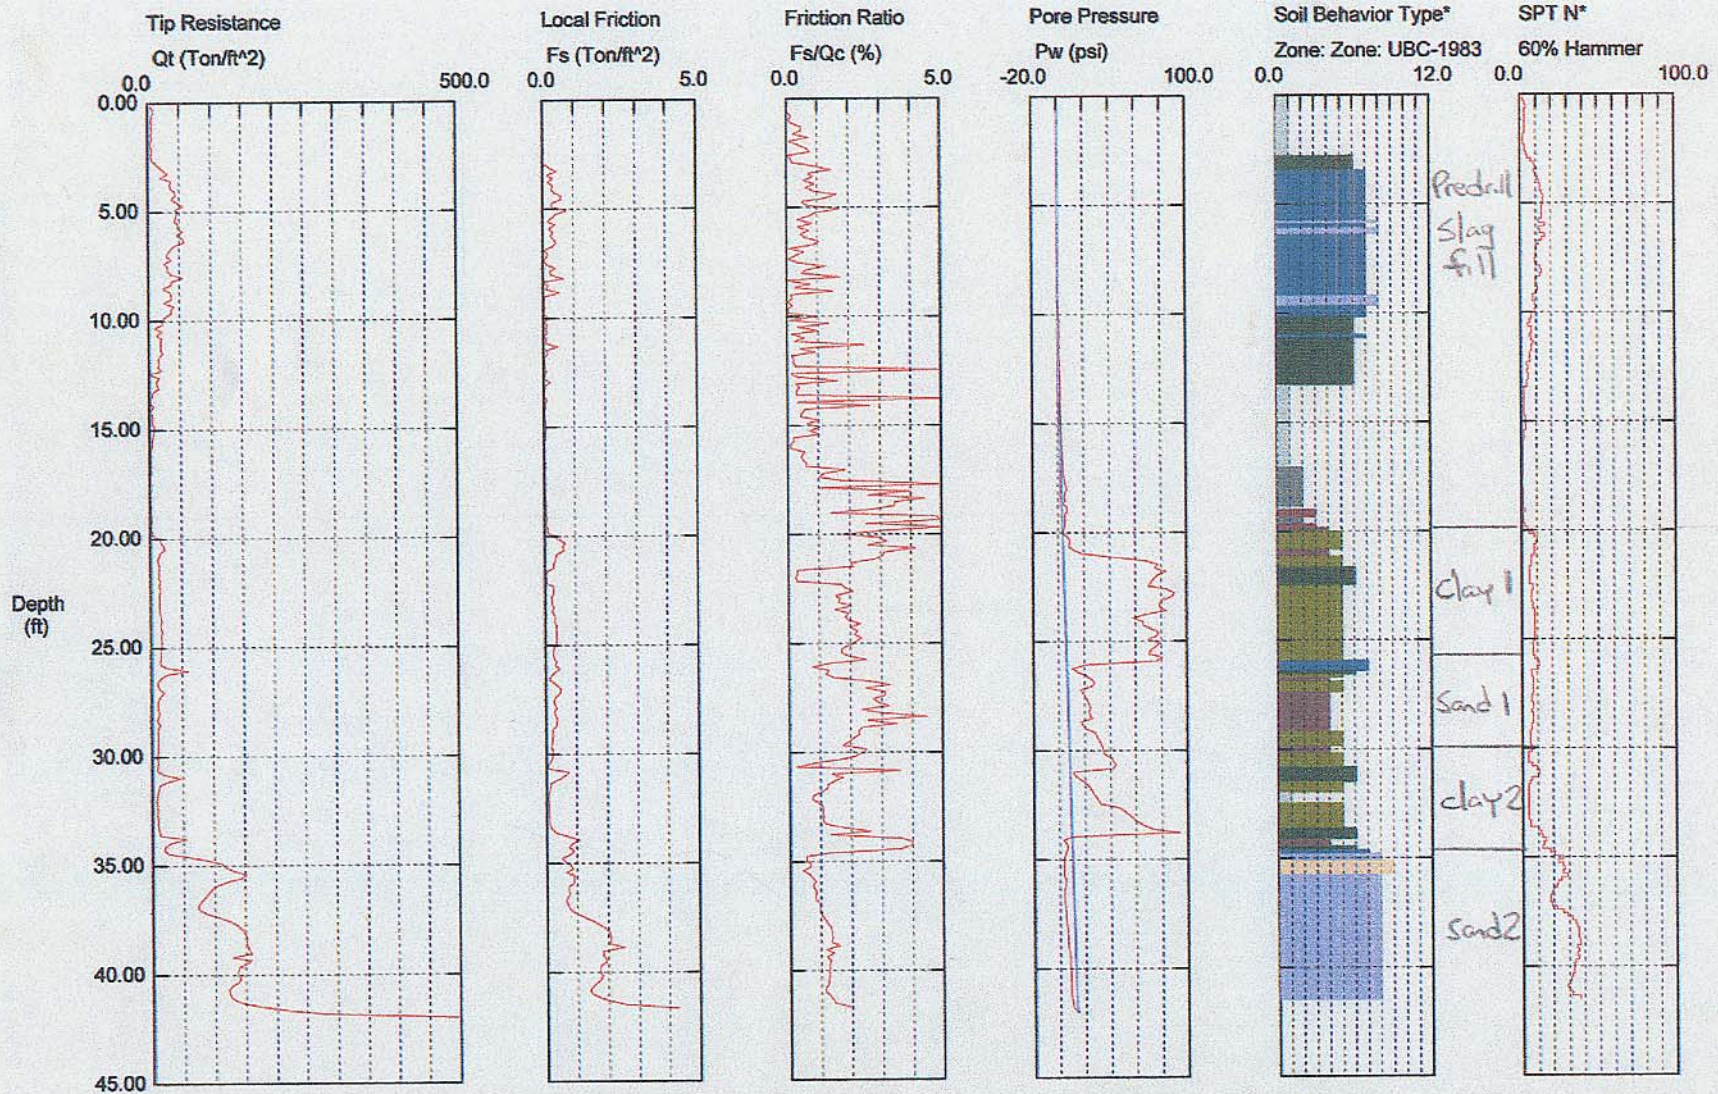 Tip Resistance
Qt (Ton/ft^2)
0.0 500.0
Local Friction
Fs (Ton/ft^2)
0.0 5.0
Friction Ratio
Fs/Qc (%)
0.0 5.0
Pore Pressure
Pw (psi)
-20.0 100.0
Soil Behavior Type*
Zone: Zone: UBC-1983
0.0 12.0
SPT N*
60% Hammer
0.0 100.0
0.00
5.00
10.00
15.00
20.00
25.00
30.00
35.00
40.00
45.00
Depth
(ft)
Predrill
Slag
fill
clay 1
Sand 1
clay 2
Sand2